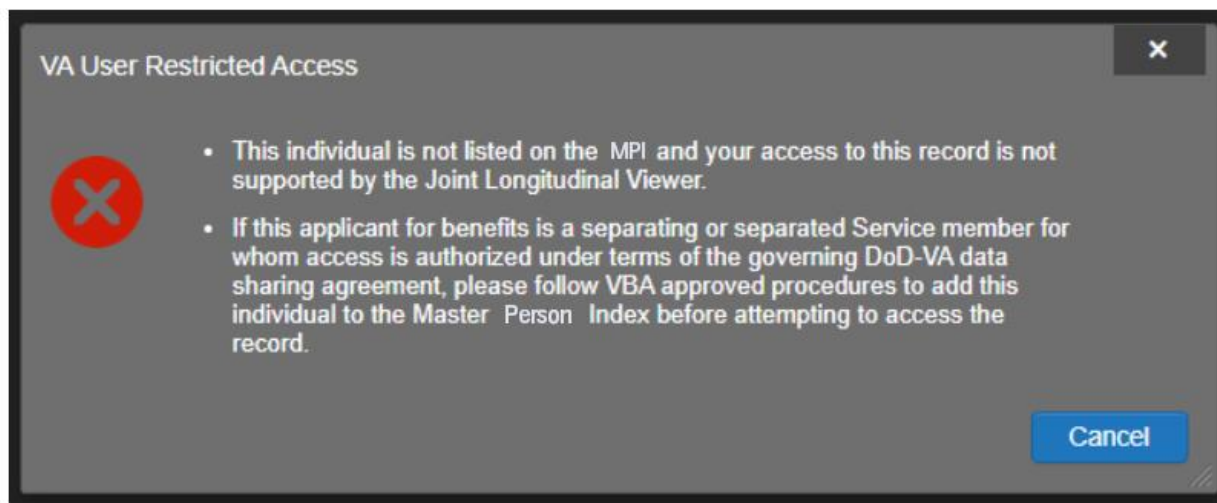 VA User Restricted Access
×
• This individual is not listed on the MPI and your access to this record is not
supported by the Joint Longitudinal Viewer.
• If this applicant for benefits is a separating or separated Service member for
whom access is authorized under terms of the governing DoD-VA data
sharing agreement, please follow VBA approved procedures to add this
individual to the Master Person Index before attempting to access the
record.
Cancel